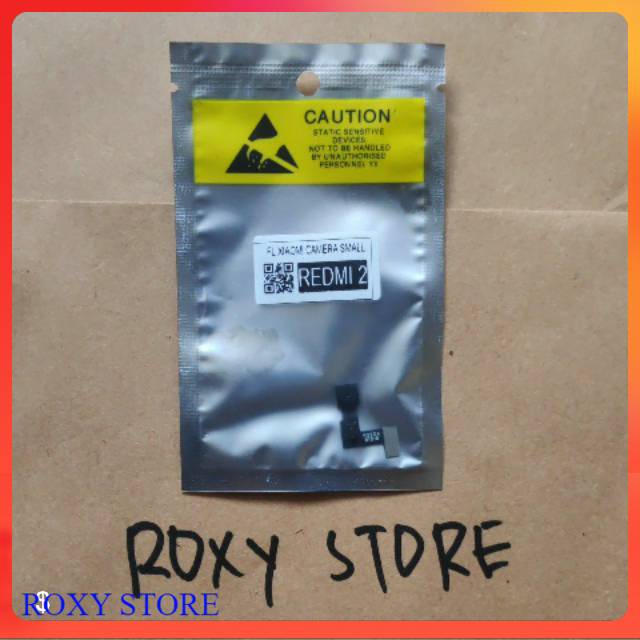 CAUTION
STATIC SENSITIVE
DEVICES
NOT TO BE HANDLED
BY UNAUTHORISED
PERSONNEL YX
FL XIAOMI CAMERA SMALL
REDMI 2
ROXY STORE
ROXY STORE